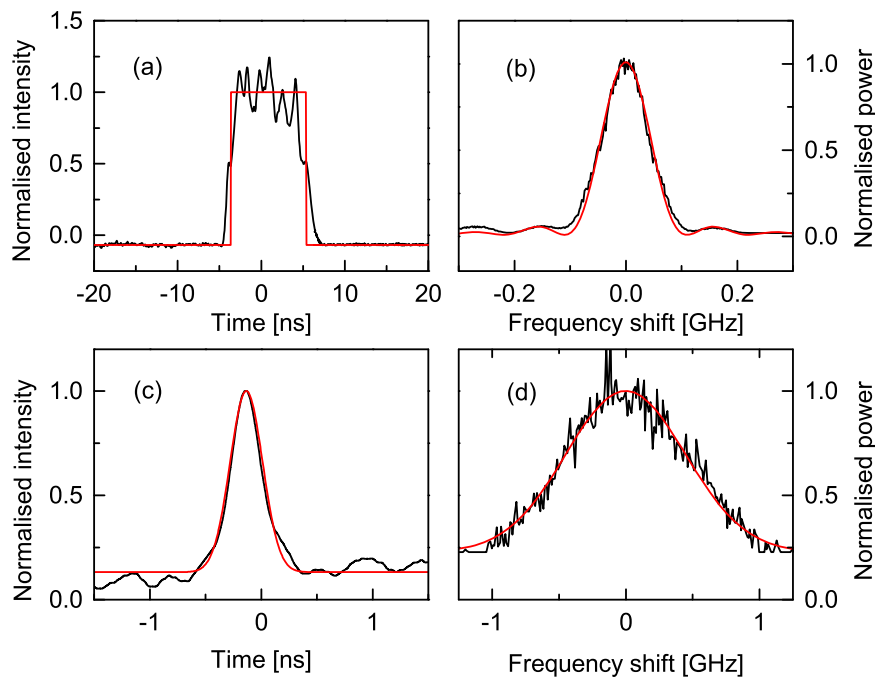 1.5
1.0
0.5
0.0
Normalised intensity
(a)
-20 -10 0 10 20
Time [ns]
(b)
1.0
0.5
0.0
Normalised power
-0.2 0.0 0.2
Frequency shift [GHz]
1.0
0.5
0.0
Normalised intensity
(c)
-1 0 1
Time [ns]
(d)
1.0
0.5
0.0
Normalised power
-1 0 1
Frequency shift [GHz]